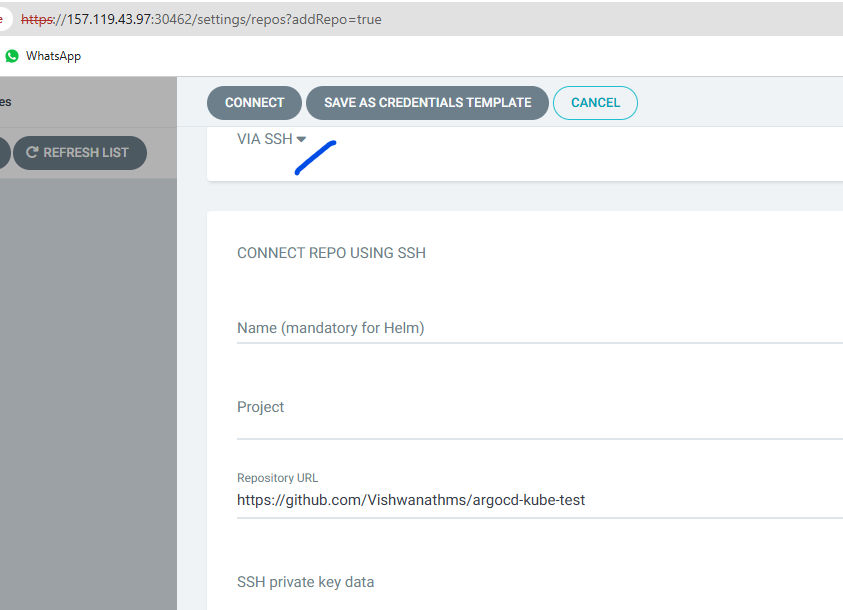 https://157.119.43.97:30462/settings/repos?addRepo=true
WhatsApp
es
CONNECT SAVE AS CREDENTIALS TEMPLATE CANCEL
REFRESH LIST
VIA SSH
CONNECT REPO USING SSH
Name (mandatory for Helm)
Project
Repository URL
https://github.com/Vishwanathms/argocd-kube-test
SSH private key data